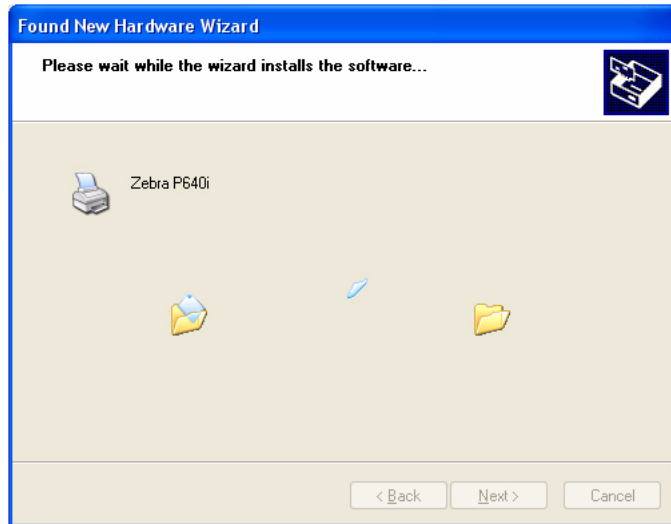 Found New Hardware Wizard
Please wait while the wizard installs the software...
Zebra P640i
< Back
Next >
Cancel